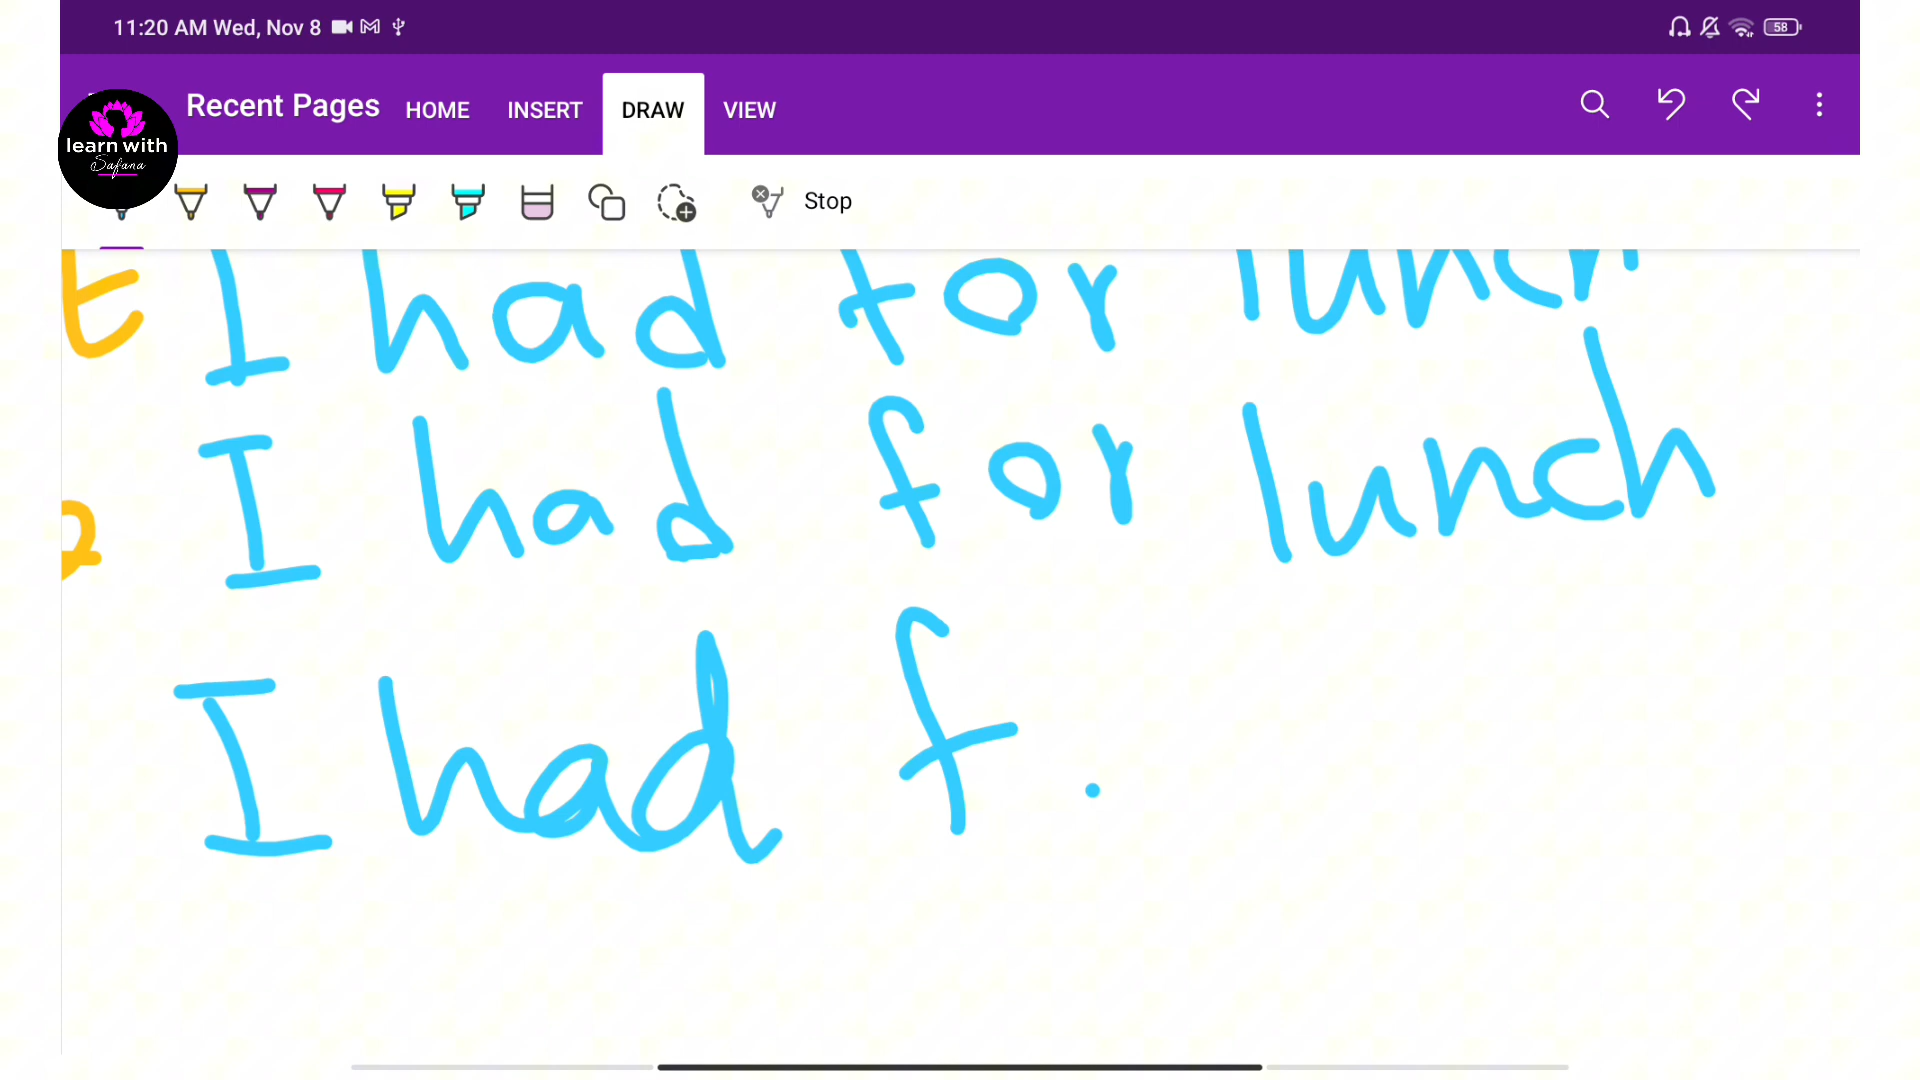 11:20 AM Wed, Nov 8
58
learn with
Safana
Recent Pages HOME INSERT DRAW VIEW
Stop
t I had for lunch
I had for lunch
I had f .